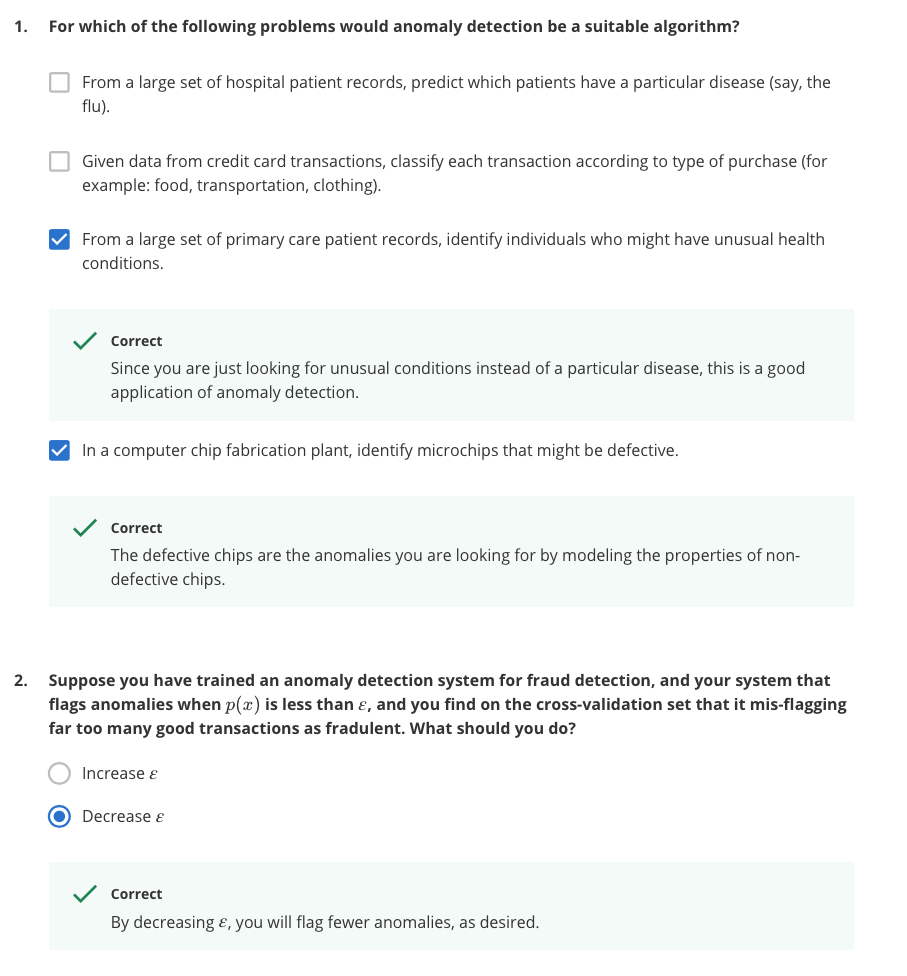 1. For which of the following problems would anomaly detection be a suitable algorithm?
From a large set of hospital patient records, predict which patients have a particular disease (say, the
flu).
Given data from credit card transactions, classify each transaction according to type of purchase (for
example: food, transportation, clothing).
From a large set of primary care patient records, identify individuals who might have unusual health
conditions.
Correct
Since you are just looking for unusual conditions instead of a particular disease, this is a good
application of anomaly detection.
In a computer chip fabrication plant, identify microchips that might be defective.
Correct
The defective chips are the anomalies you are looking for by modeling the properties of non-
defective chips.
2. Suppose you have trained an anomaly detection system for fraud detection, and your system that
flags anomalies when p(x) is less than ε, and you find on the cross-validation set that it mis-flagging
far too many good transactions as fradulent. What should you do?
Increase ε
Decrease ε
Correct
By decreasing ε, you will flag fewer anomalies, as desired.